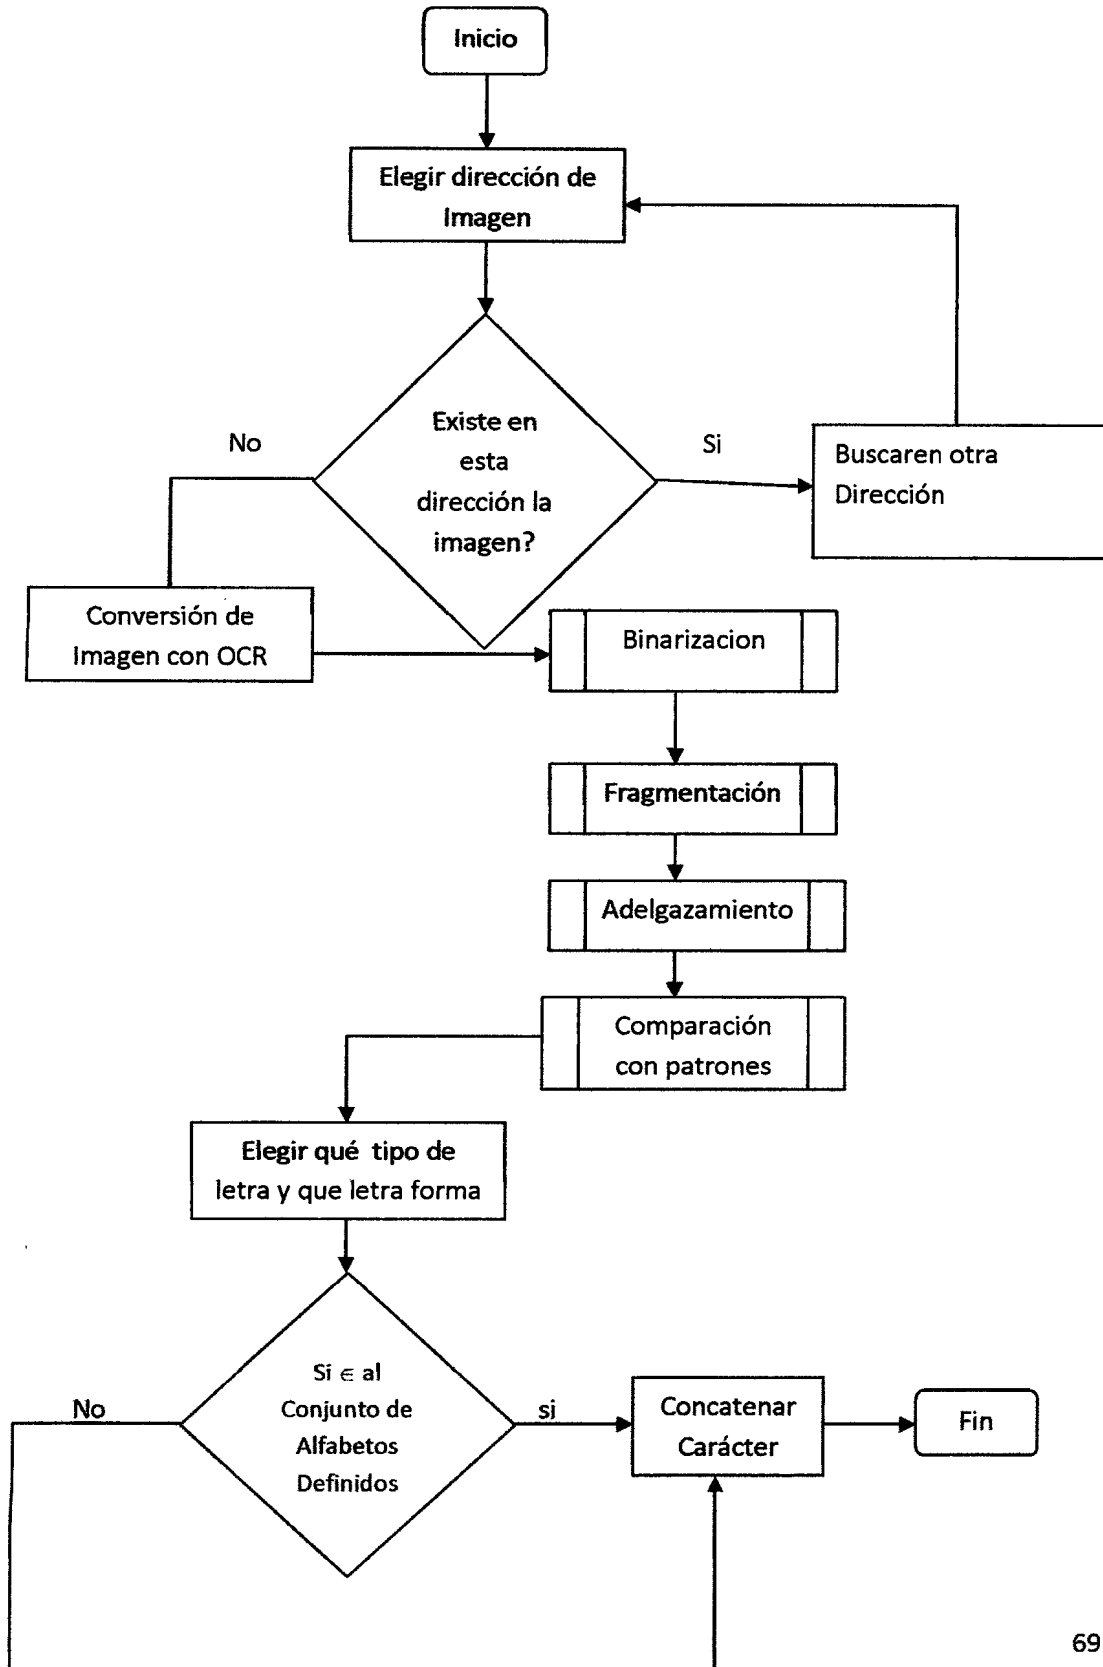 Inicio
Elegir dirección de
Imagen
Existe en
esta
dirección la
imagen?
No
Si
Buscaren otra
Dirección
Conversión de
Imagen con OCR
Binarizacion
Fragmentación
Adelgazamiento
Comparación
con patrones
Elegir qué tipo de
letra y que letra forma
Si ∈ al
Conjunto de
Alfabetos
Definidos
No
si
Concatenar
Carácter
Fin
69